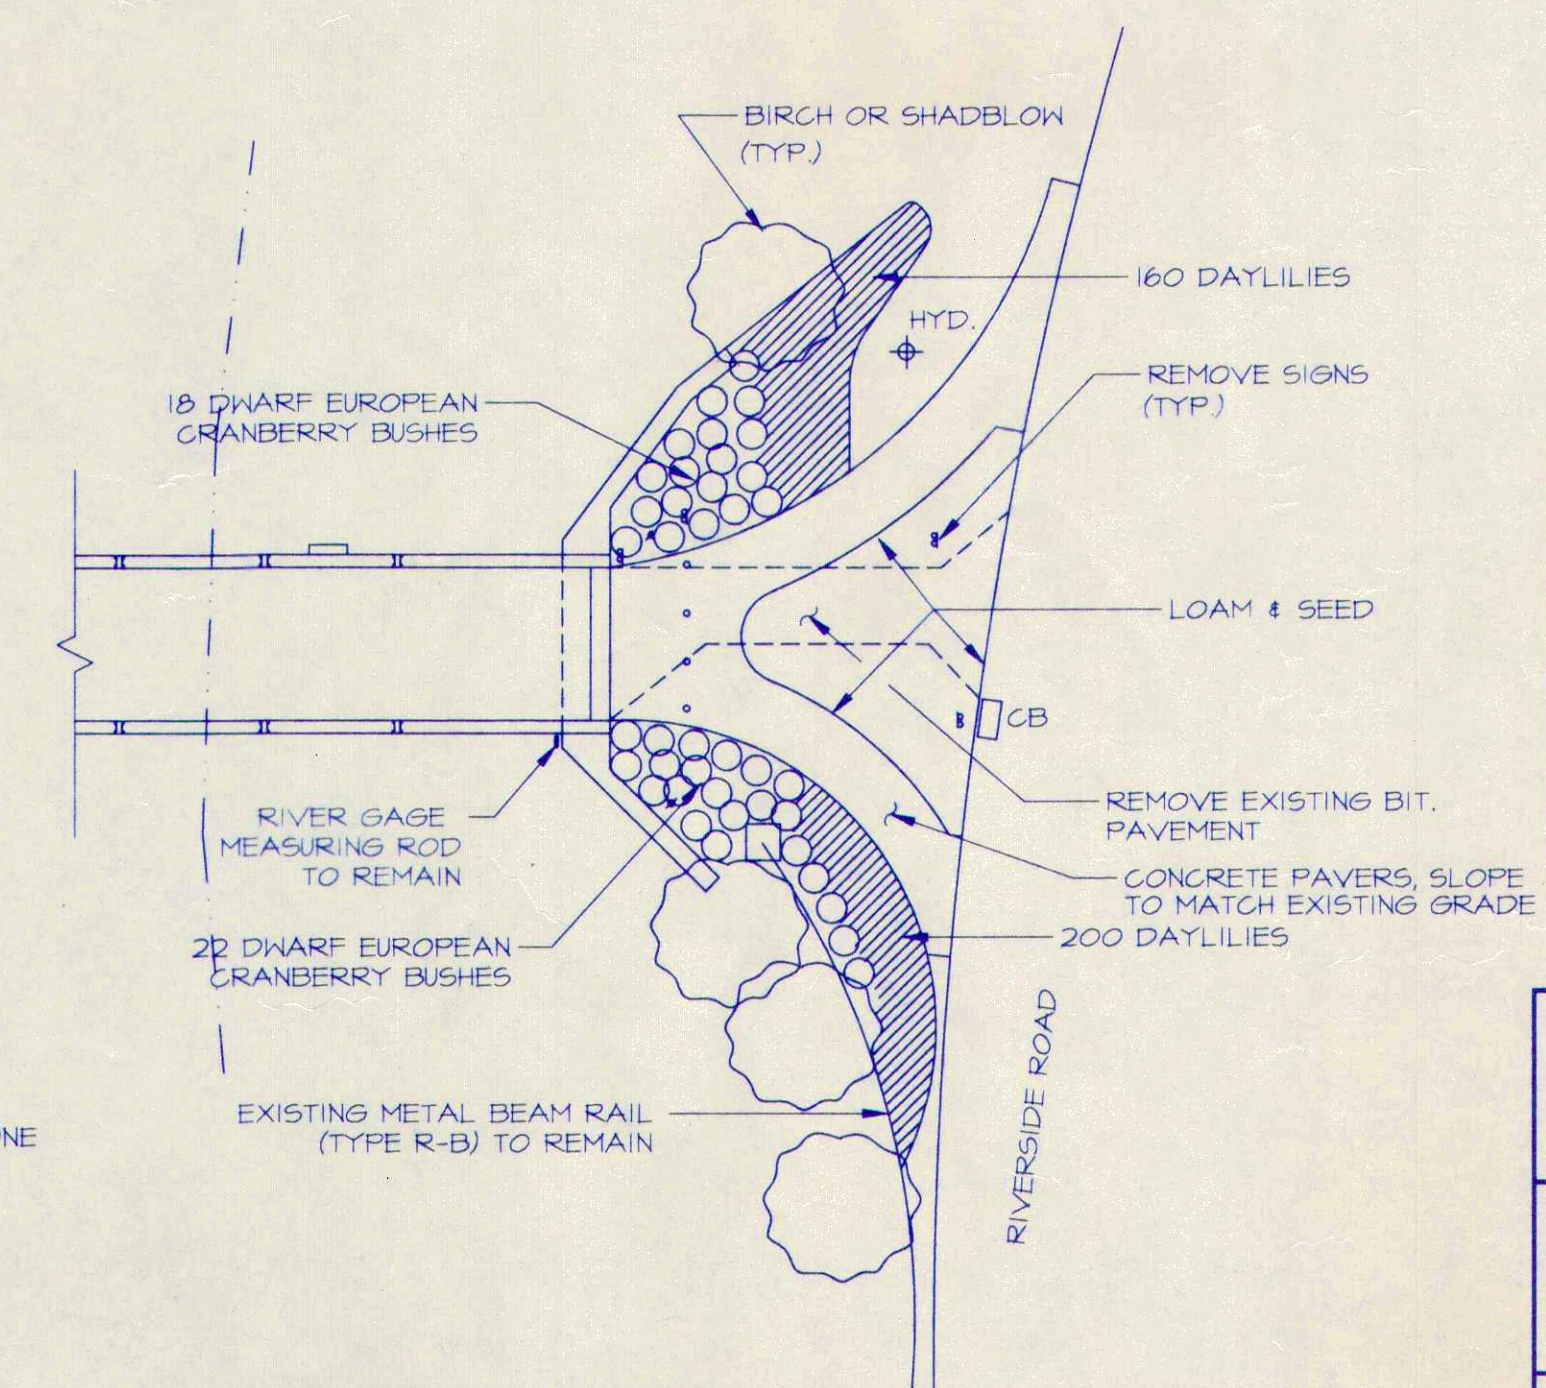 BIRCH OR SHADBLOW
(TYP.)
160 DAYLILIES
HYD.
REMOVE SIGNS
(TYP.)
18 DWARF EUROPEAN
CRANBERRY BUSHES
LOAM & SEED
CB
RIVER GAGE
MEASURING ROD
TO REMAIN
REMOVE EXISTING BIT.
PAVEMENT
CONCRETE PAVERS, SLOPE
TO MATCH EXISTING GRADE
200 DAYLILIES
22 DWARF EUROPEAN
CRANBERRY BUSHES
EXISTING METAL BEAM RAIL
(TYPE R-B) TO REMAIN
RIVERSIDE ROAD
NE